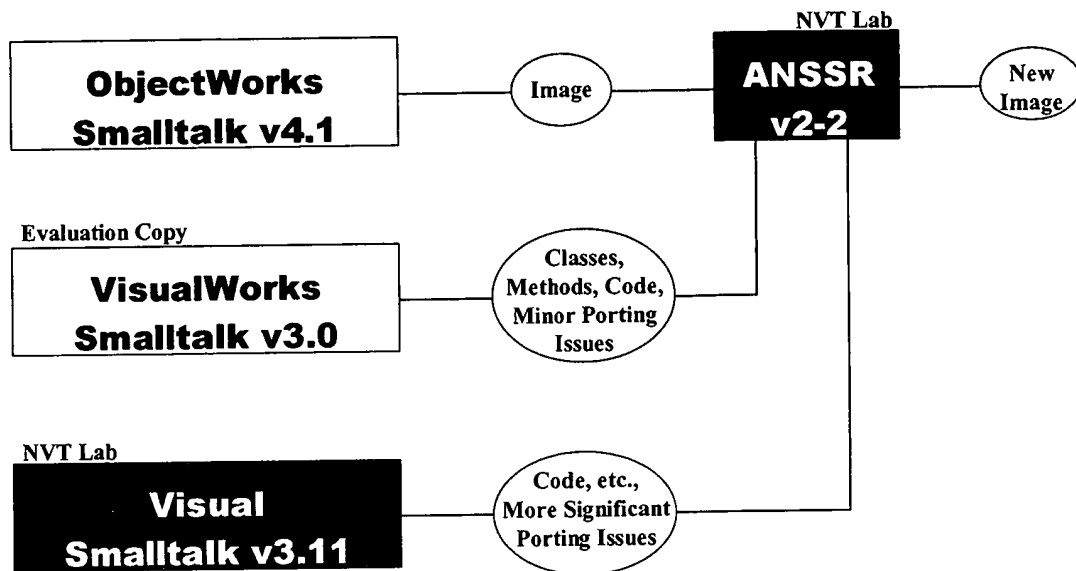 NVT Lab
ObjectWorks
Smalltalk v4.1
Image
ANSSR
v2-2
New
Image
Evaluation Copy
VisualWorks
Smalltalk v3.0
Classes,
Methods, Code,
Minor Porting
Issues
NVT Lab
Visual
Smalltalk v3.11
Code, etc.,
More Significant
Porting Issues